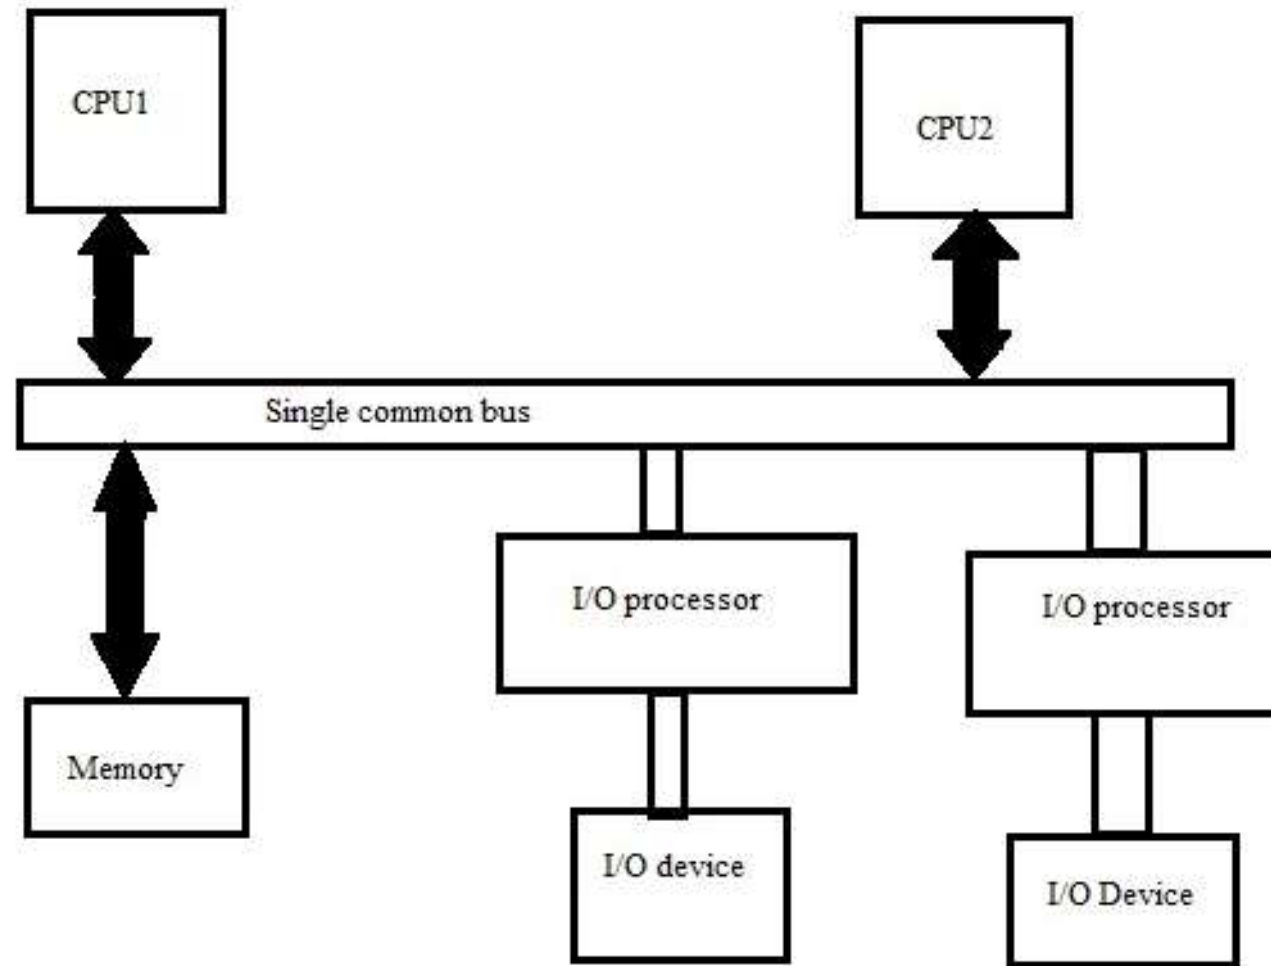 CPU1
CPU2
Single common bus
I/O processor
I/O processor
Memory
I/O device
I/O Device